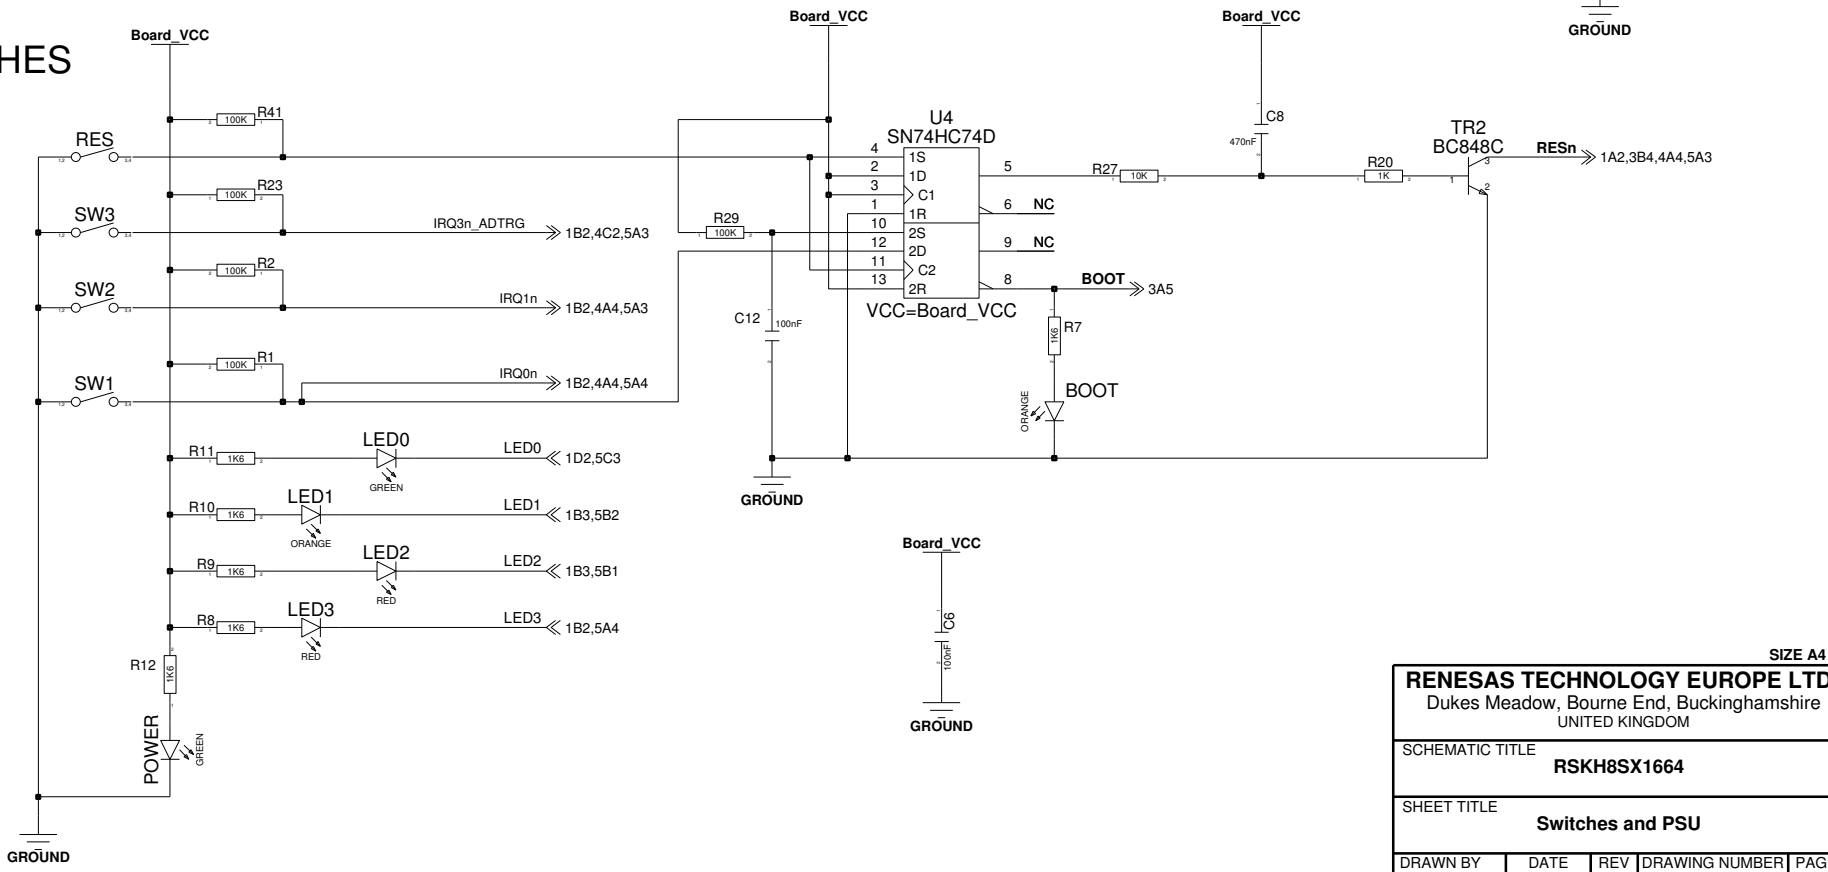 HES
Board_VCC
Board_VCC
Board_VCC
GROUND
R41
100K
RES
R23
100K
SW3
IRQ3n_ADTRG
1B2,4C2,5A3
R2
100K
SW2
IRQ1n
1B2,4A4,5A3
R1
100K
SW1
IRQ0n
1B2,4A4,5A4
R11
1K6
LED0
GREEN
LED0
1D2,5C3
R10
1K6
LED1
ORANGE
LED1
1B3,5B2
R9
1K6
LED2
RED
LED2
1B3,5B1
R8
1K6
LED3
RED
LED3
1B2,5A4
R12
1K6
POWER
GREEN
GROUND
U4
SN74HC74D
4 1S
2 1D
3 C1
1 1R
10 2S
12 2D
11 C2
13 2R
5
6 NC
9 NC
8
VCC=Board_VCC
R29
100K
C12
100nF
GROUND
R27
10K
C8
470nF
R20
1K
TR2
BC848C
1
3
2
RESn
1A2,3B4,4A4,5A3
BOOT
3A5
R7
1K6
BOOT
ORANGE
Board_VCC
C6
100nF
GROUND
SIZE A4
RENESAS TECHNOLOGY EUROPE LTD
Dukes Meadow, Bourne End, Buckinghamshire
UNITED KINGDOM
SCHEMATIC TITLE
RSKH8SX1664
SHEET TITLE
Switches and PSU
DRAWN BY DATE REV DRAWING NUMBER PAG